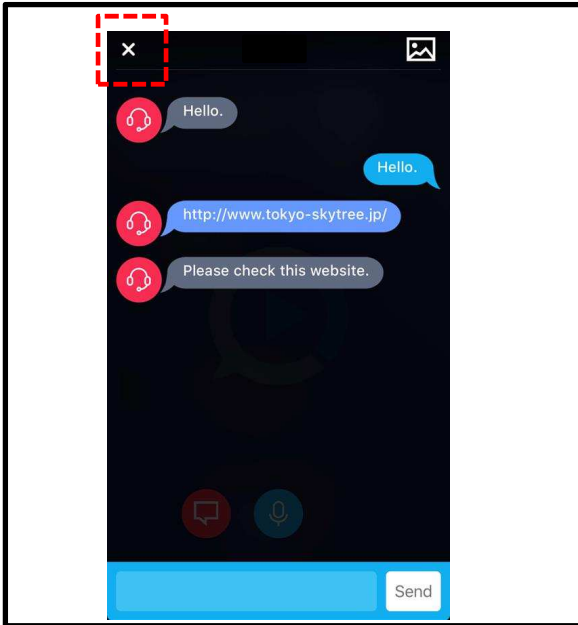 Hello.
Hello.
http://www.tokyo-skytree.jp/
Please check this website.
Send